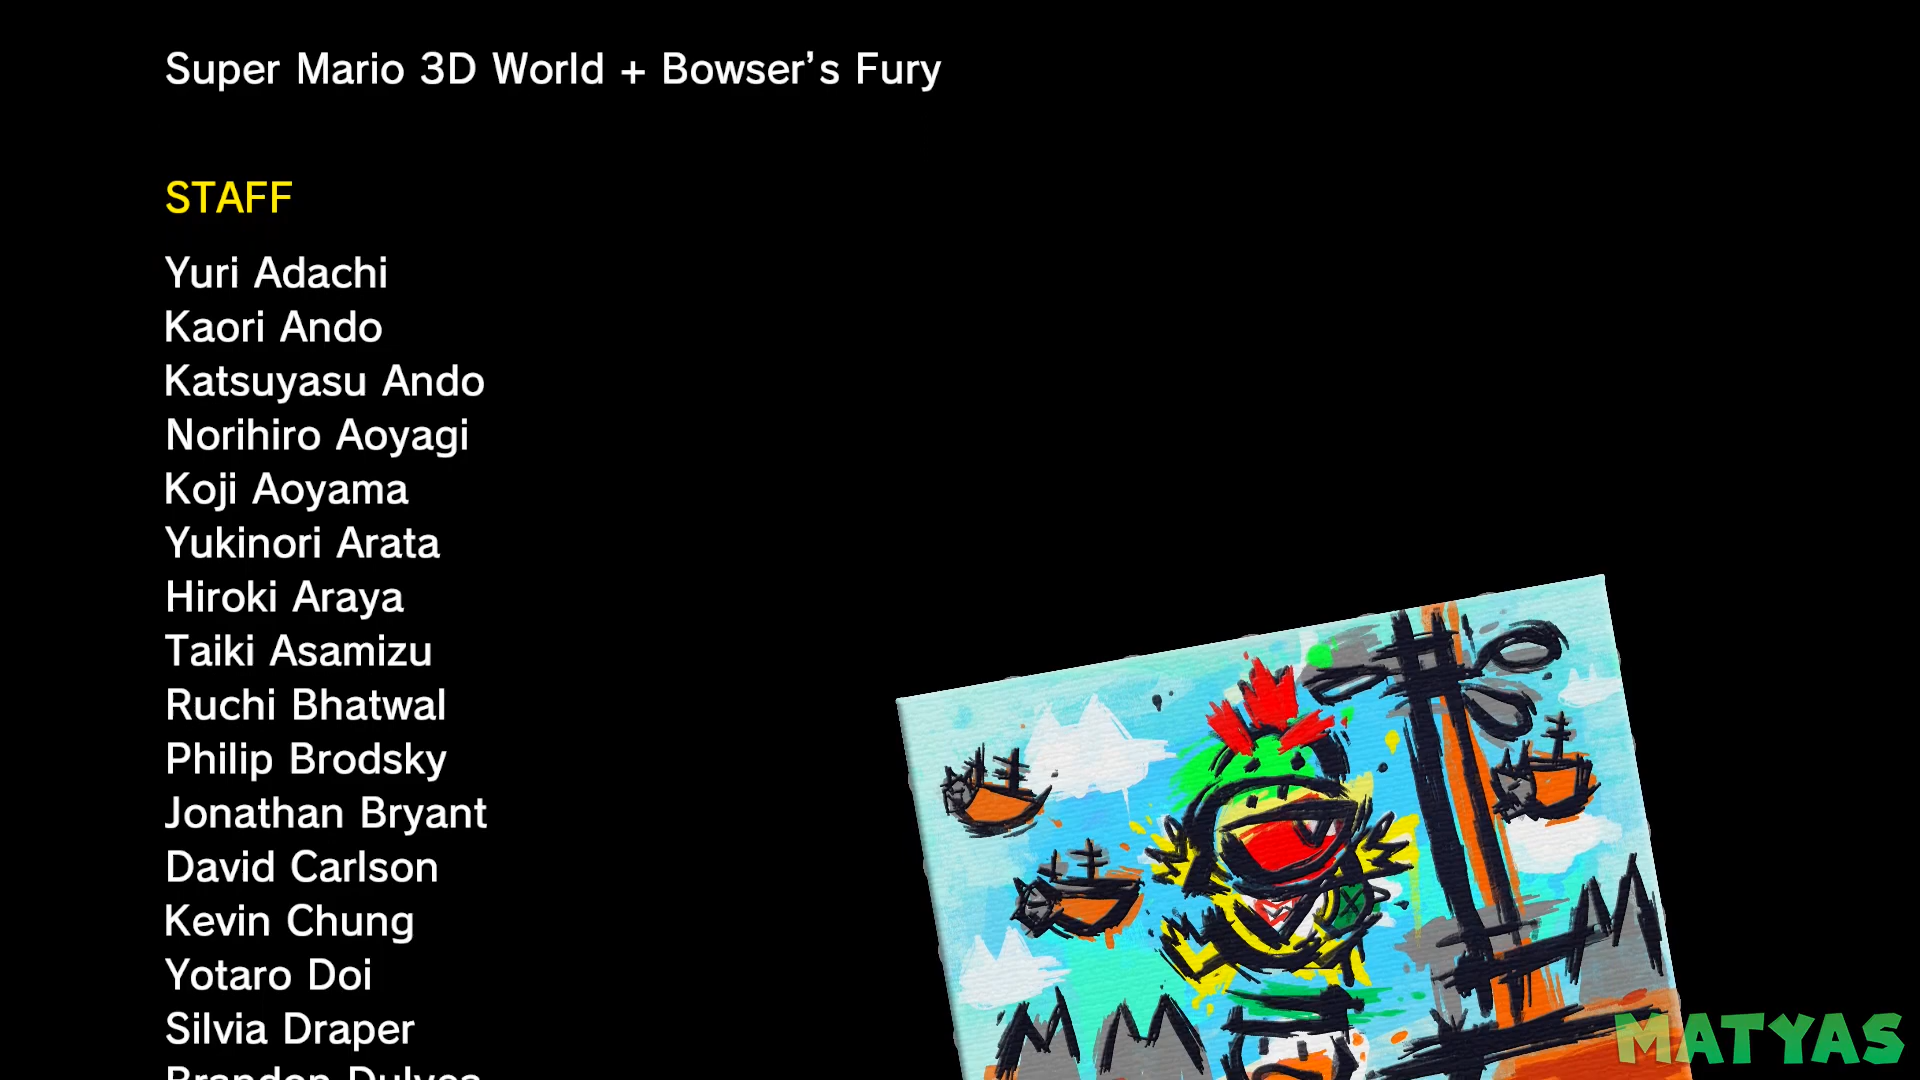 Super Mario 3D World + Bowser's Fury
STAFF
Yuri Adachi
Kaori Ando
Katsuyasu Ando
Norihiro Aoyagi
Koji Aoyama
Yukinori Arata
Hiroki Araya
Taiki Asamizu
Ruchi Bhatwal
Philip Brodsky
Jonathan Bryant
David Carlson
Kevin Chung
Yotaro Doi
Silvia Draper
Brandon
MATYAS